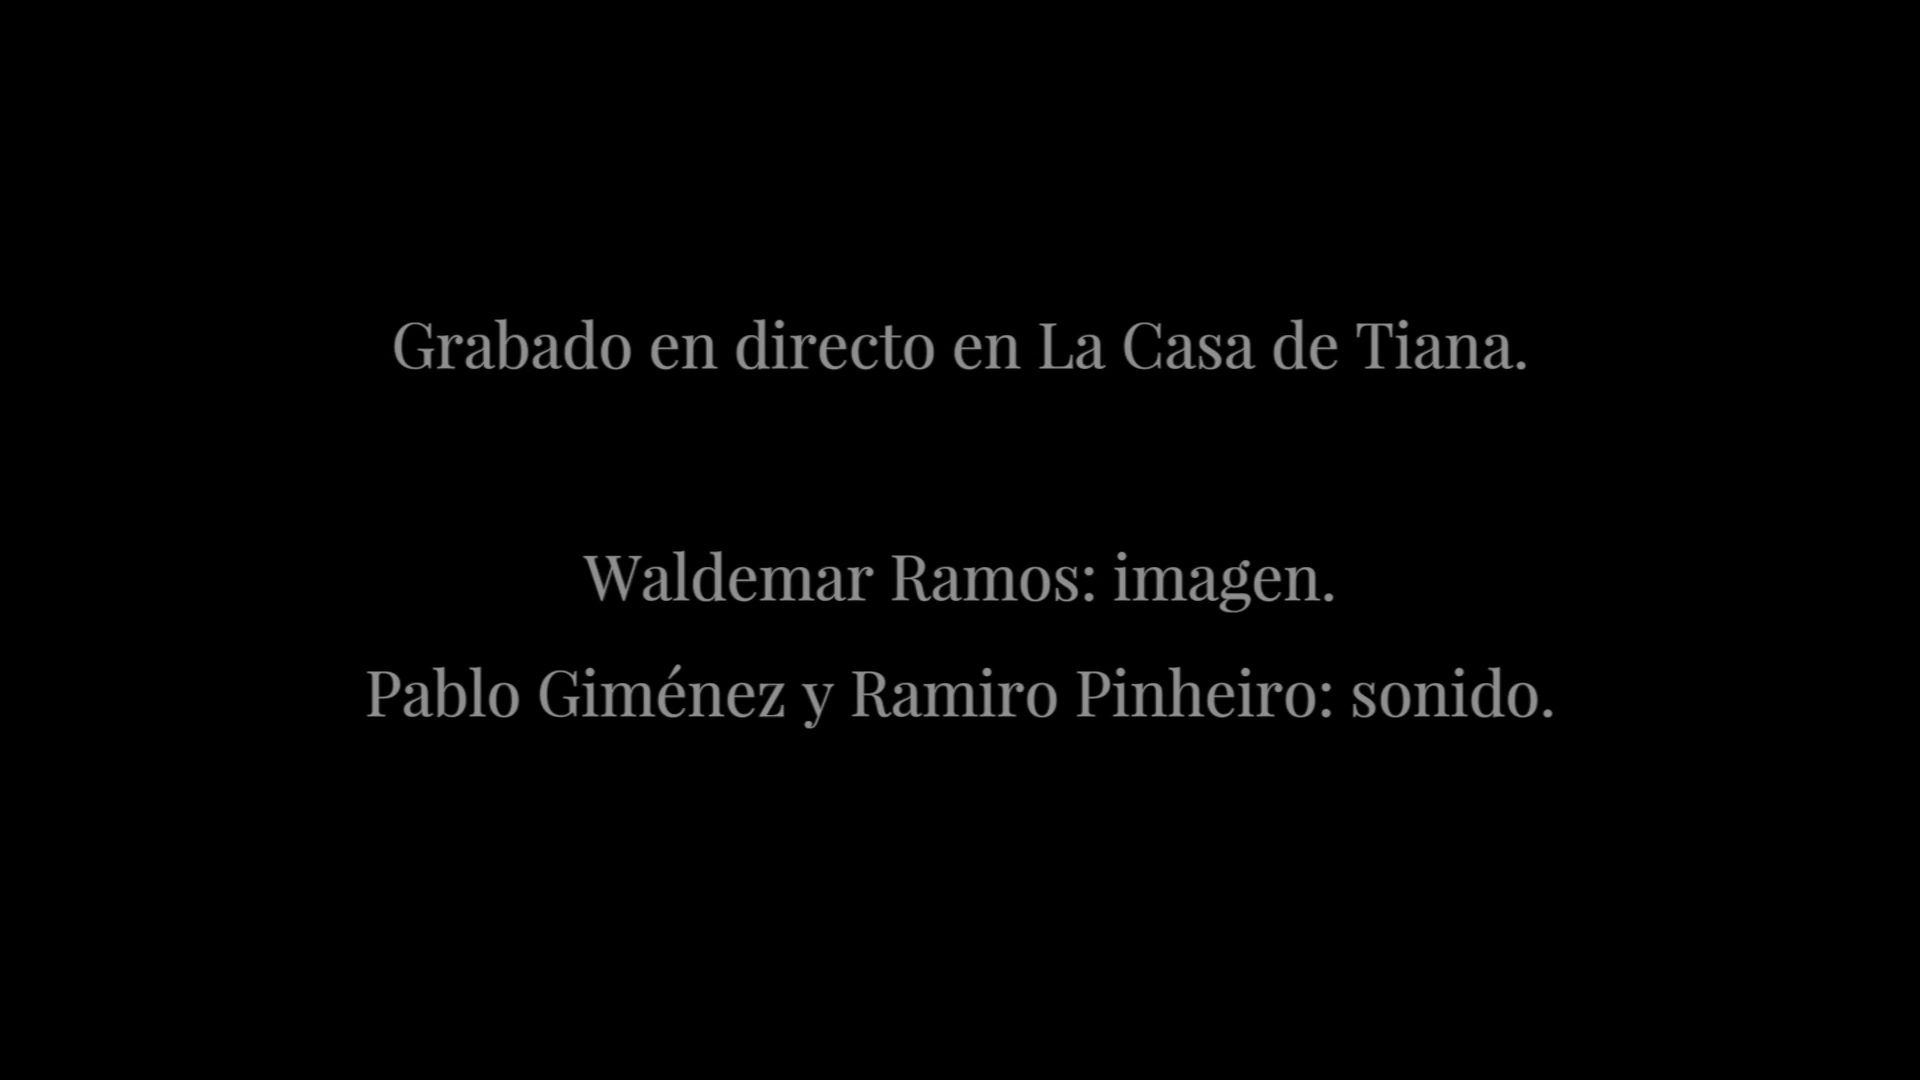 Grabado en directo en La Casa de Tiana.
Waldemar Ramos: imagen.
Pablo Giménez y Ramiro Pinheiro: sonido.